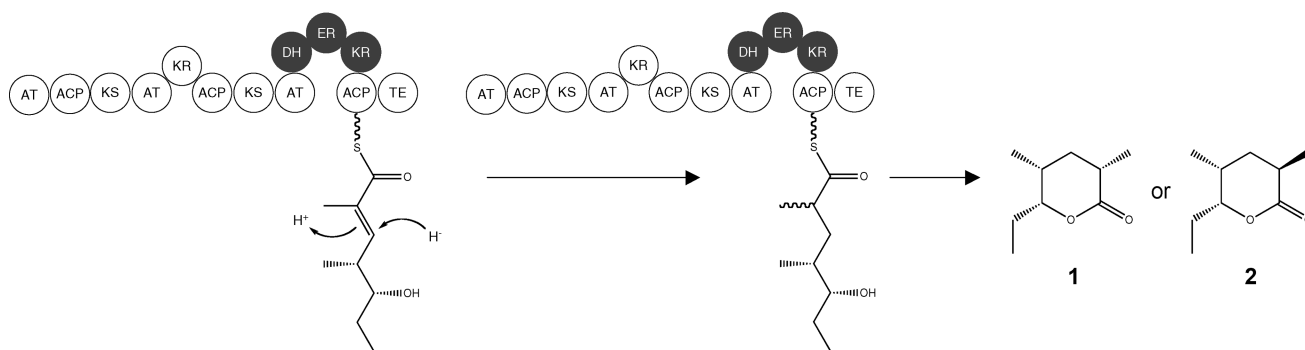 ER
DH KR
KR
AT ACP KS AT ACP KS AT ACP TE
S
O
H+
H-
OH
ER
DH KR
KR
AT ACP KS AT ACP KS AT ACP TE
S
O
OH
O O
1
or
O O
2